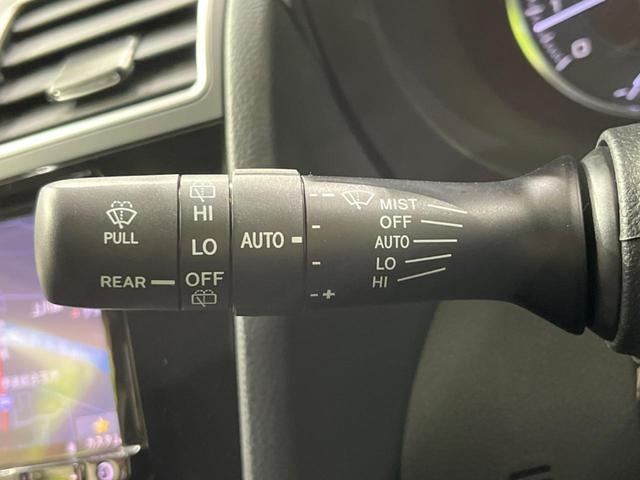 PULL
REAR
HI
LO
OFF
AUTO
- -
-
-
- +
MIST
OFF
AUTO
LO
HI